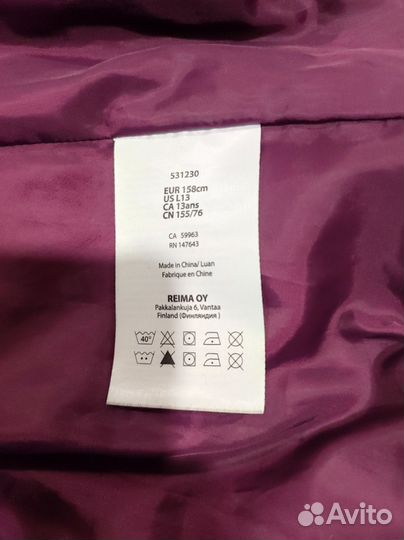 531230
EUR 158cm
US L13
CA 13ans
CN 155/76
CA 59963
RN 147643
Made in China/ Luan
Fabrique en Chine
REIMA OY
Pakkalankuja 6, Vantaa
Finland (Финляндия )
40°
Avito